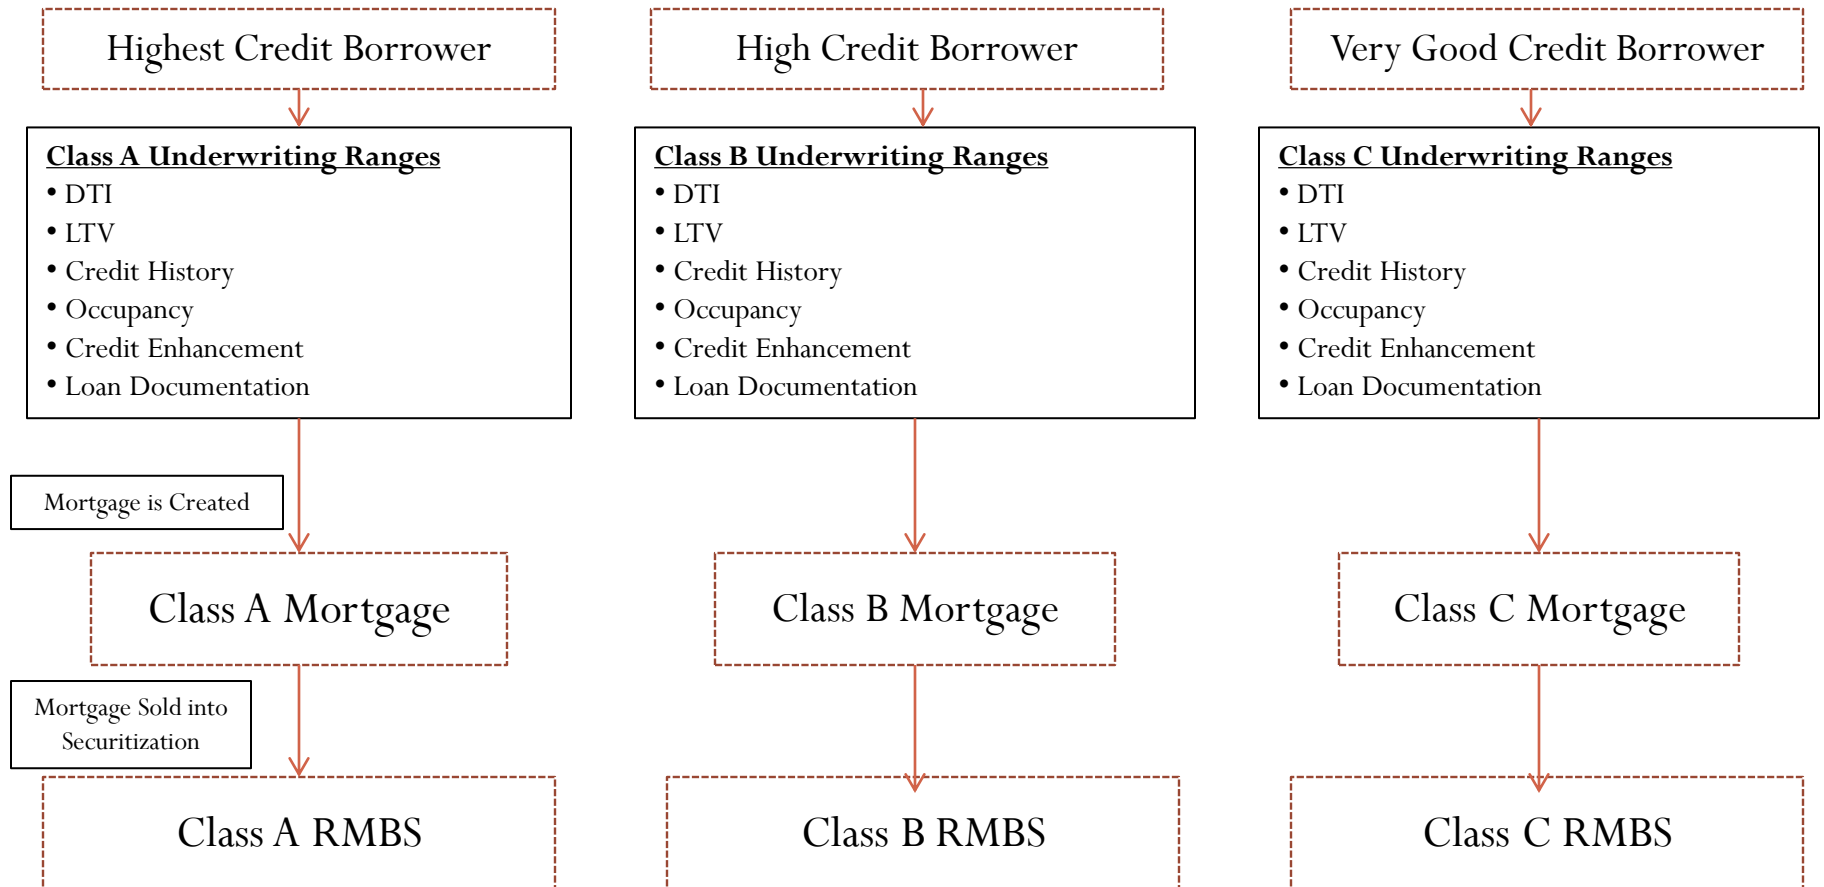 Highest Credit Borrower
High Credit Borrower
Very Good Credit Borrower
Class A Underwriting Ranges
• DTI
• LTV
• Credit History
• Occupancy
• Credit Enhancement
• Loan Documentation
Class B Underwriting Ranges
• DTI
• LTV
• Credit History
• Occupancy
• Credit Enhancement
• Loan Documentation
Class C Underwriting Ranges
• DTI
• LTV
• Credit History
• Occupancy
• Credit Enhancement
• Loan Documentation
Mortgage is Created
Class A Mortgage
Class B Mortgage
Class C Mortgage
Mortgage Sold into
Securitization
Class A RMBS
Class B RMBS
Class C RMBS